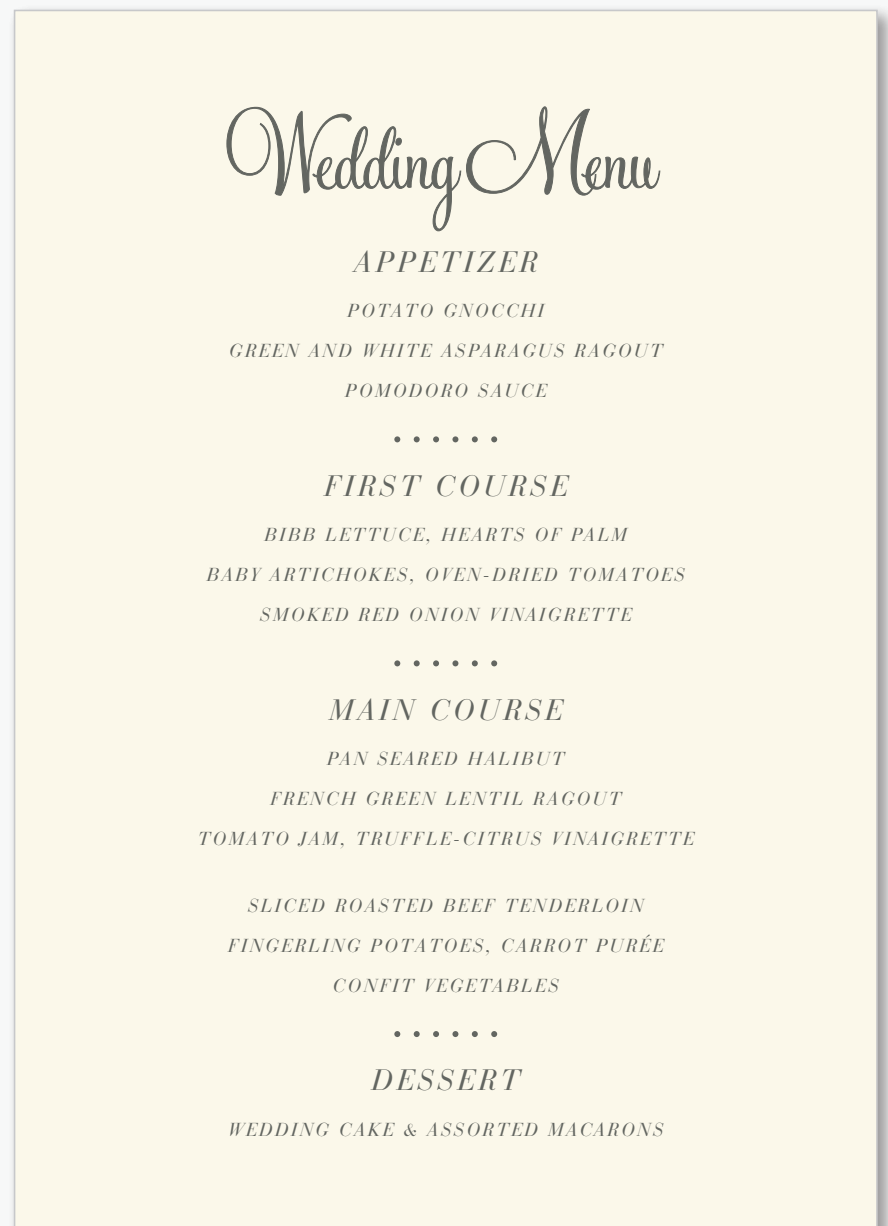 Wedding Menu
APPETIZER
POTATO GNOCCHI
GREEN AND WHITE ASPARAGUS RAGOUT
POMODORO SAUCE
FIRST COURSE
BIBB LETTUCE, HEARTS OF PALM
BABY ARTICHOKES, OVEN-DRIED TOMATOES
SMOKED RED ONION VINAIGRETTE
MAIN COURSE
PAN SEARED HALIBUT
FRENCH GREEN LENTIL RAGOUT
TOMATO JAM, TRUFFLE-CITRUS VINAIGRETTE
SLICED ROASTED BEEF TENDERLOIN
FINGERLING POTATOES, CARROT PURÉE
CONFIT VEGETABLES
DESSERT
WEDDING CAKE & ASSORTED MACARONS